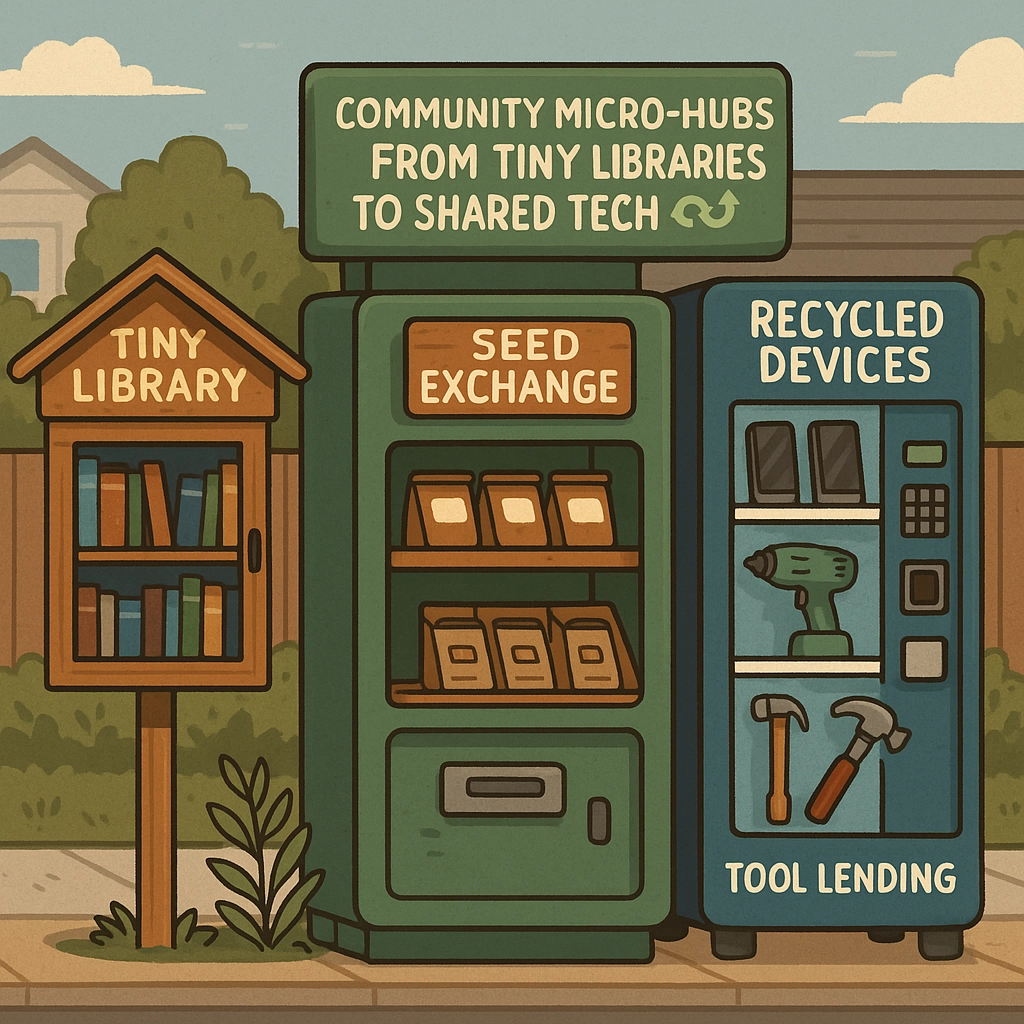 COMMUNITY MICRO-HUBS
FROM TINY LIBRARIES
TO SHARED TECH
TINY
LIBRARY
SEED
EXCHANGE
RECYCLED
DEVICES
TOOL LENDING